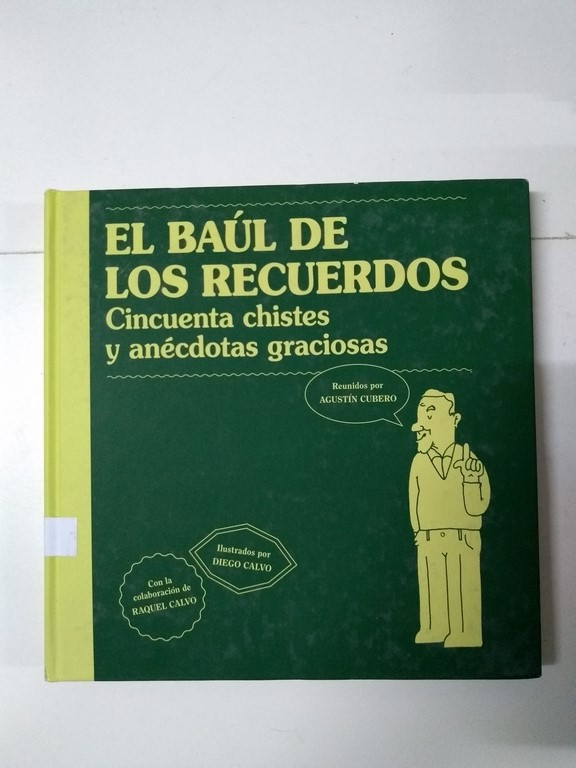 EL BAÚL DE
LOS RECUERDOS
Cincuenta chistes
y anécdotas graciosas
Reunidos por
AGUSTÍN CUBERO
Ilustrados por
DIEGO CALVO
Con la
colaboración de
RAQUEL CALVO